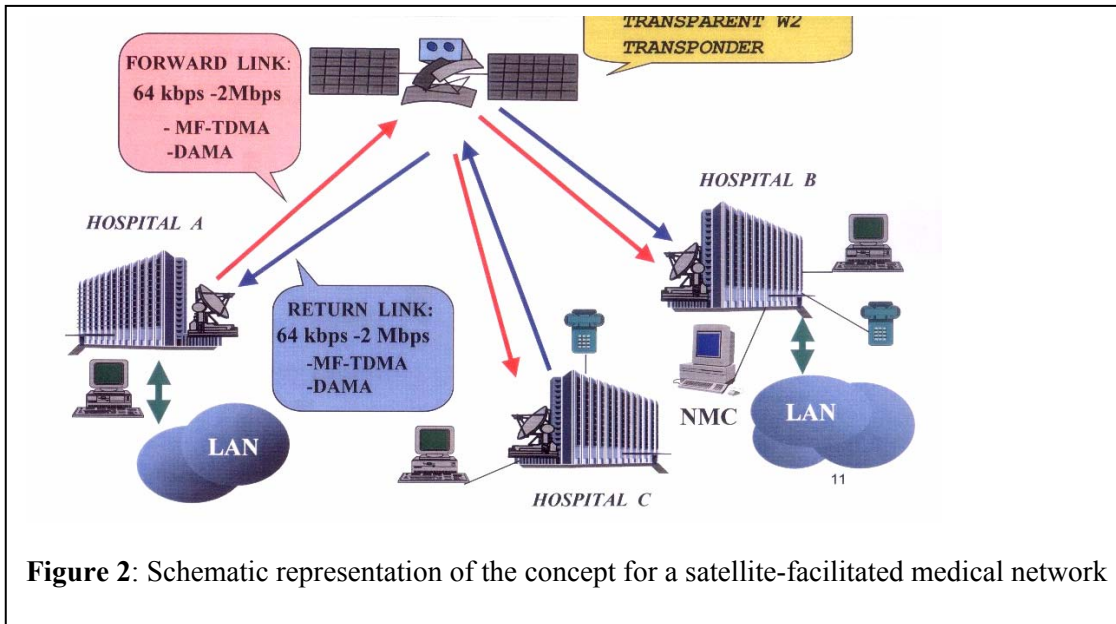 TRANSPARENT W2
TRANSPONDER
FORWARD LINK:
64 kbps -2Mbps
- MF-TDMA
-DAMA
HOSPITAL A
HOSPITAL B
RETURN LINK:
64 kbps -2 Mbps
-MF-TDMA
-DAMA
LAN
NMC
LAN
11
HOSPITAL C
Figure 2: Schematic representation of the concept for a satellite-facilitated medical network